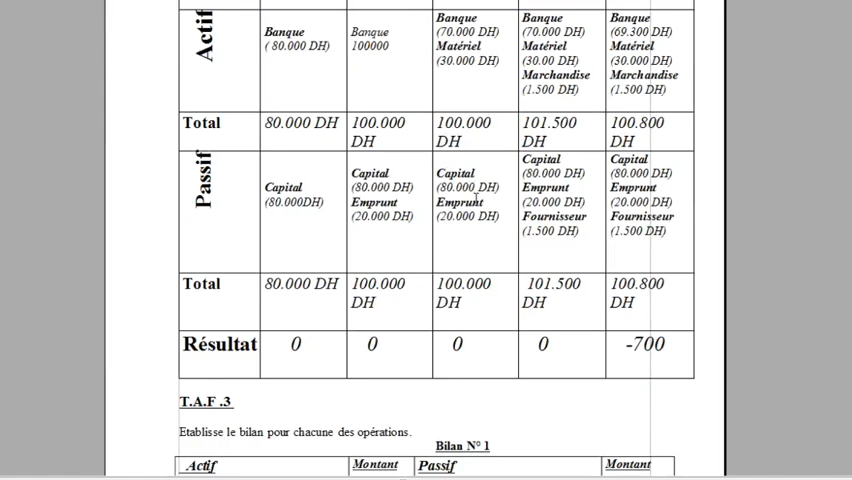 Actif
Banque
( 80.000 DH)
Banque
100000
Banque
(70.000 DH)
Matériel
(30.000 DH)
Banque
(70.000 DH)
Matériel
(30.00 DH)
Marchandise
(1.500 DH)
Banque
(69.300 DH)
Matériel
(30.000 DH)
Marchandise
(1.500 DH)
Total
80.000 DH
100.000
DH
100.000
DH
101.500
DH
100.800
DH
Passif
Capital
(80.000DH)
Capital
(80.000 DH)
Emprunt
(20.000 DH)
Capital
(80.000 DH)
Emprunt
(20.000 DH)
Capital
(80.000 DH)
Emprunt
(20.000 DH)
Fournisseur
(1.500 DH)
Capital
(80.000 DH)
Emprunt
(20.000 DH)
Fournisseur
(1.500 DH)
Total
80.000 DH
100.000
DH
100.000
DH
101.500
DH
100.800
DH
Résultat
0
0
0
0
-700
T.A.F .3
Etablisse le bilan pour chacune des opérations.
Bilan N° 1
Actif
Montant
Passif
Montant